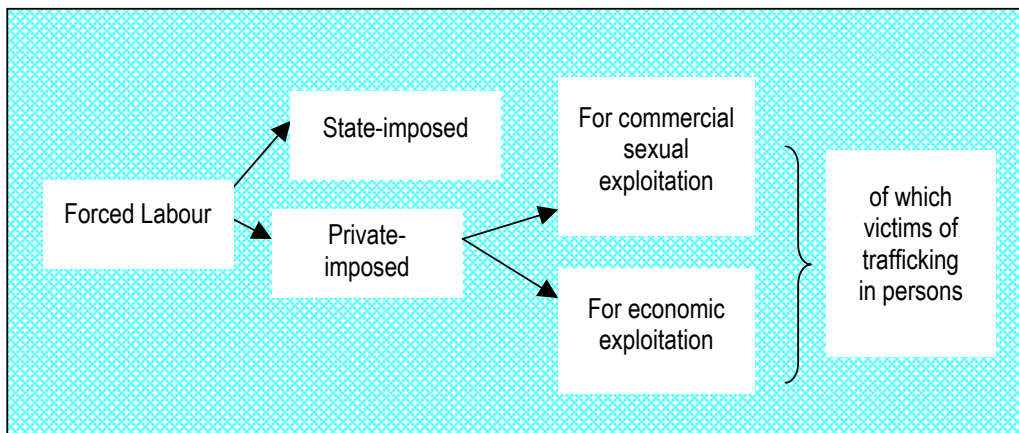 Forced Labour
State-imposed
Private-
imposed
For commercial
sexual
exploitation
For economic
exploitation
of which
victims of
trafficking
in persons